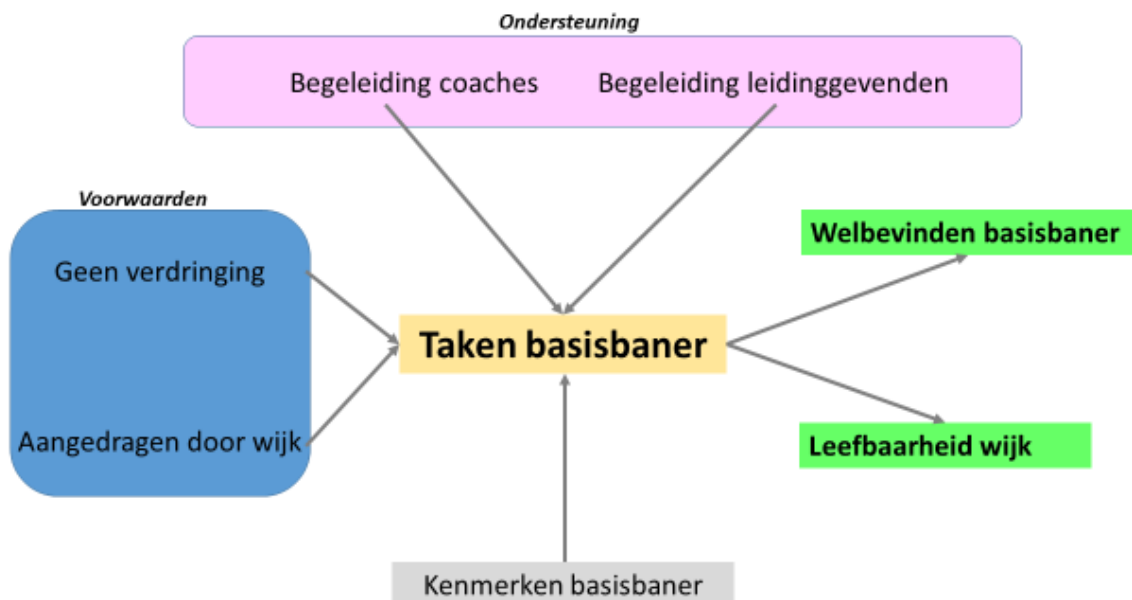 Ondersteuning
Begeleiding coaches
Begeleiding leidinggevenden
Voorwaarden
Geen verdringing
Aangedragen door wijk
Taken basisbaner
Welbevinden basisbaner
Leefbaarheid wijk
Kenmerken basisbaner